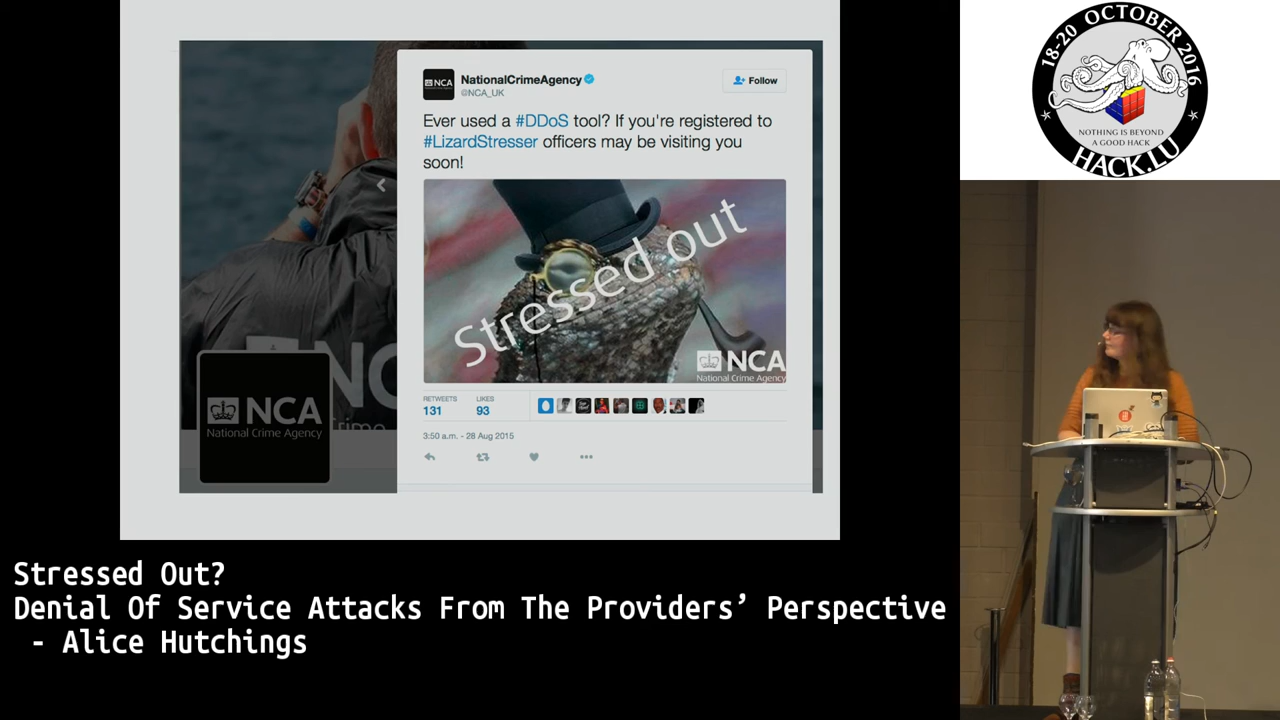 NCA
NationalCrimeAgency
@NCA_UK
Follow
Ever used a #DDoS tool? If you're registered to
#LizardStresser officers may be visiting you
soon!
Stressed out
NCA
National Crime Agency
RETWEETS
131
LIKES
93
3:50 a.m. - 28 Aug 2015
NCA
National Crime Agency
NC
rime
18-20 OCTOBER 2016
NOTHING IS BEYOND
A GOOD HACK
HACK.LU
Stressed Out?
Denial Of Service Attacks From The Providers’ Perspective
- Alice Hutchings